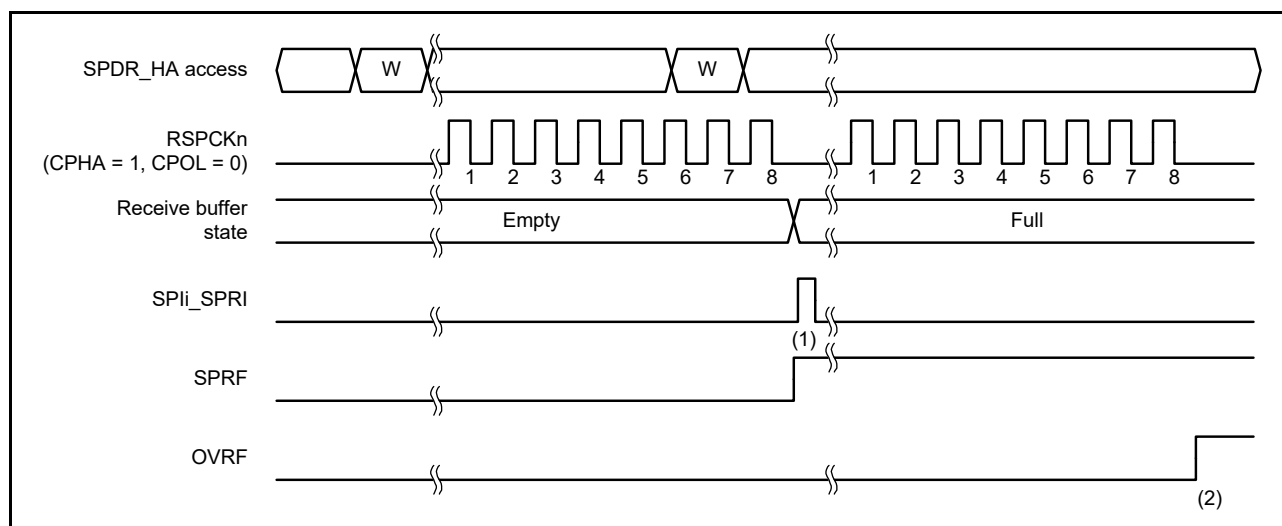 SPDR_HA access
W
W
RSPCKn
(CPHA = 1, CPOL = 0)
1 2 3 4 5 6 7 8
1 2 3 4 5 6 7 8
Receive buffer
state
Empty
Full
SPIi_SPRI
(1)
SPRF
OVRF
(2)